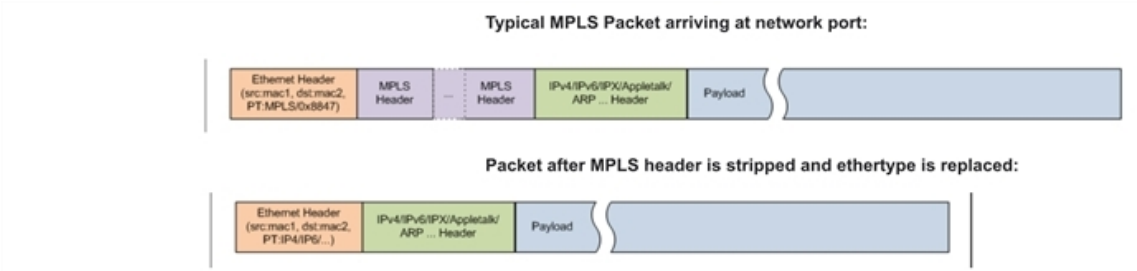 Typical MPLS Packet arriving at network port:
Ethernet Header
(src:mac1, dst:mac2,
PT:MPLS/0x8847)
MPLS
Header
...
MPLS
Header
IPv4/IPv6/IPX/Appletalk/
ARP ... Header
Payload
Packet after MPLS header is stripped and ethertype is replaced:
Ethernet Header
(src:mac1, dst:mac2,
PT:IP4/IP6/...)
IPv4/IPv6/IPX/Appletalk/
ARP ... Header
Payload